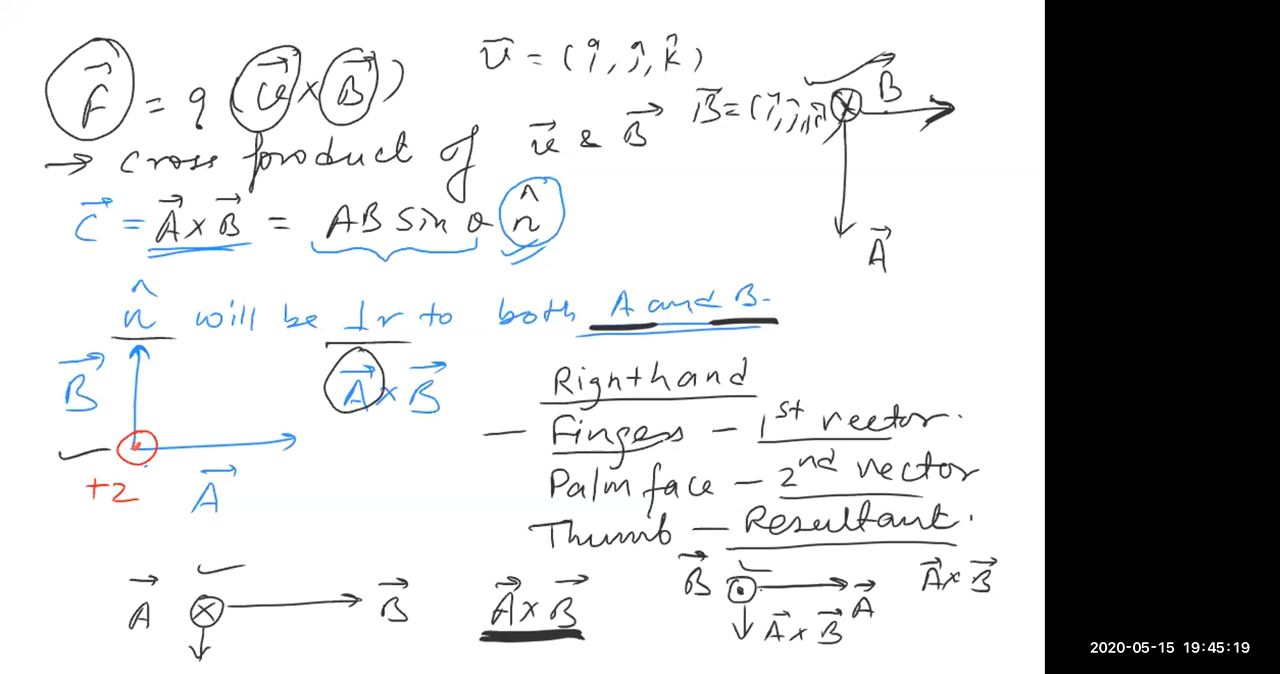 F⃗ = q (v⃗ × B⃗)
v̄ = (î, ĵ, k̂)
→ cross product of v⃗ & B⃗
B̄ = (î, ĵ,
B
A⃗
C⃗ = A⃗ × B⃗ = AB sin θ n̂
n̂ will be ⊥r to both A and B.
B⃗
A⃗ × B⃗
+z
A⃗
Righthand
– Fingers – 1st vector.
Palm face – 2nd vector
Thumb – Resultant.
A⃗ ⊗ B⃗
A⃗ × B⃗
B⃗ ⊙ A⃗
A⃗ × B⃗
A⃗ × B⃗
2020-05-15 19:45:19